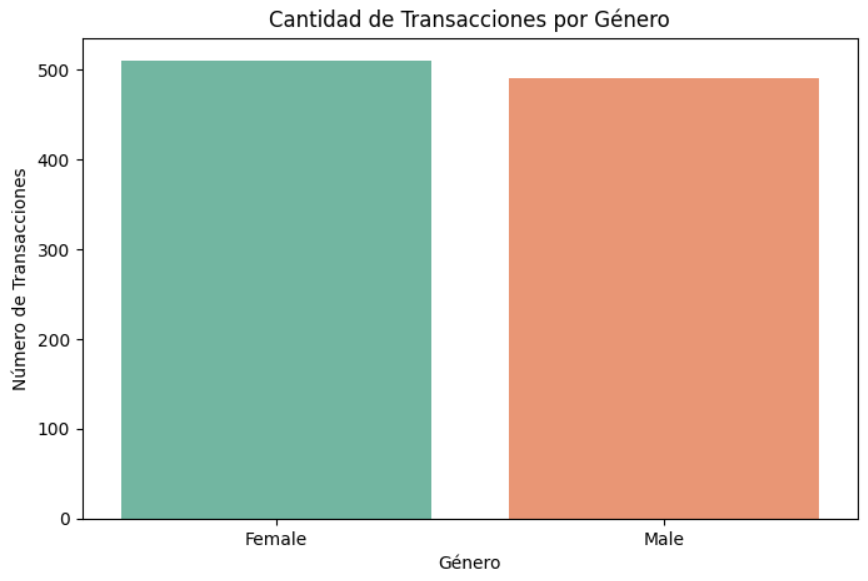 Cantidad de Transacciones por Género
Número de Transacciones
500
400
300
200
100
0
Female
Male
Género